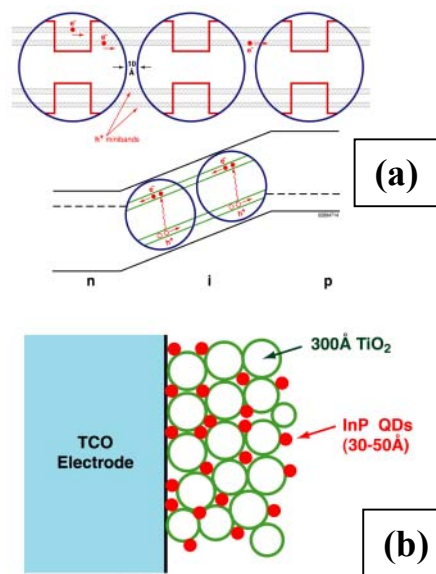 e⁻
e⁻
e⁻
10
Å
h⁺ minibands
(a)
e⁻
e⁻
h⁺
h⁺
n i p
300Å TiO₂
TCO
Electrode
InP QDs
(30-50Å)
(b)